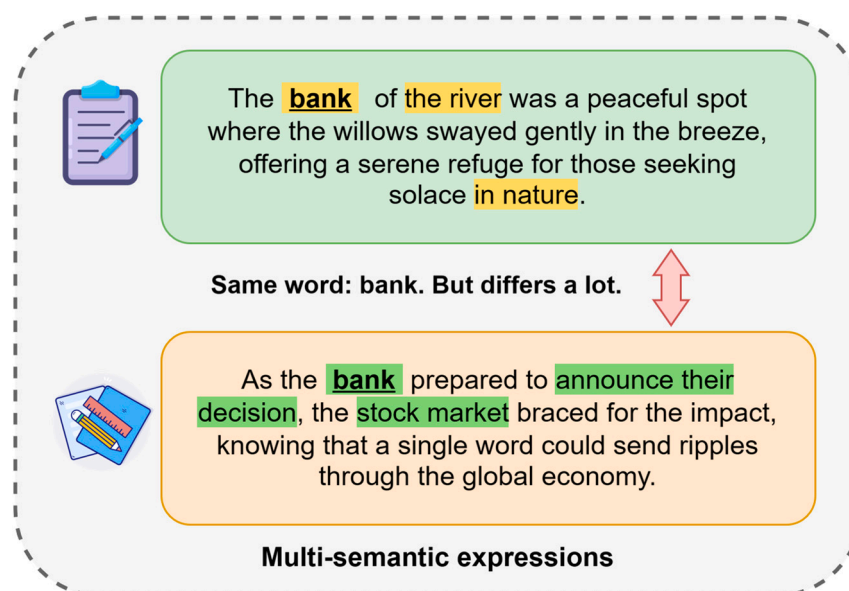 The bank of the river was a peaceful spot
where the willows swayed gently in the breeze,
offering a serene refuge for those seeking
solace in nature.
Same word: bank. But differs a lot.
As the bank prepared to announce their
decision, the stock market braced for the impact,
knowing that a single word could send ripples
through the global economy.
Multi-semantic expressions